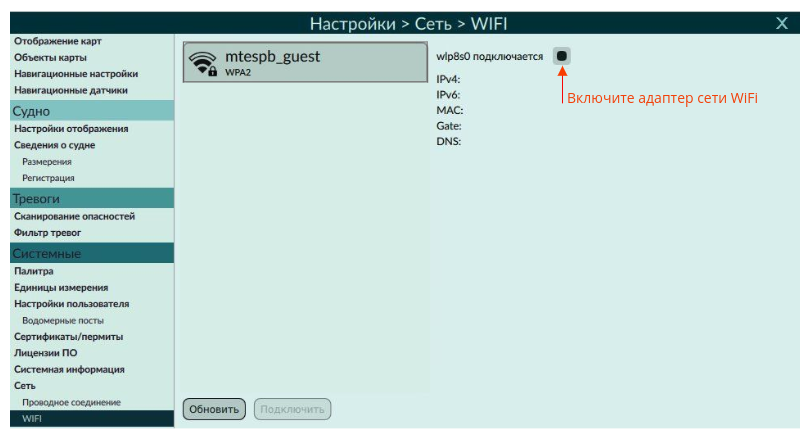 Настройки > Сеть > WIFI
X
Отображение карт
Объекты карты
Навигационные настройки
Навигационные датчики
Судно
Настройки отображения
Сведения о судне
Размерения
Регистрация
Тревоги
Сканирование опасностей
Фильтр тревог
Системные
Палитра
Единицы измерения
Настройки пользователя
Водомерные посты
Сертификаты/пермиты
Лицензии ПО
Системная информация
Сеть
Проводное соединение
WIFI
mtespb_guest
WPA2
Обновить
Подключить
wlp8s0 подключается
IPv4:
IPv6:
MAC:
Gate:
DNS:
Включите адаптер сети WiFi